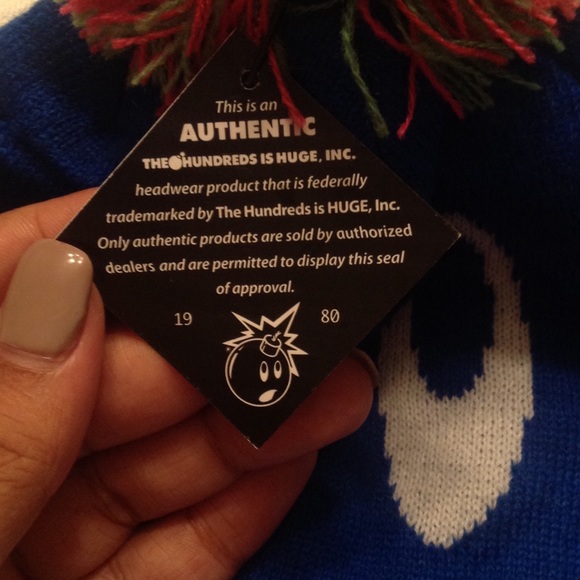 This is an
AUTHENTIC
THE HUNDREDS IS HUGE, INC.
headwear product that is federally
trademarked by The Hundreds is HUGE, Inc.
Only authentic products are sold by authorized
dealers and are permitted to display this seal
of approval.
19 80